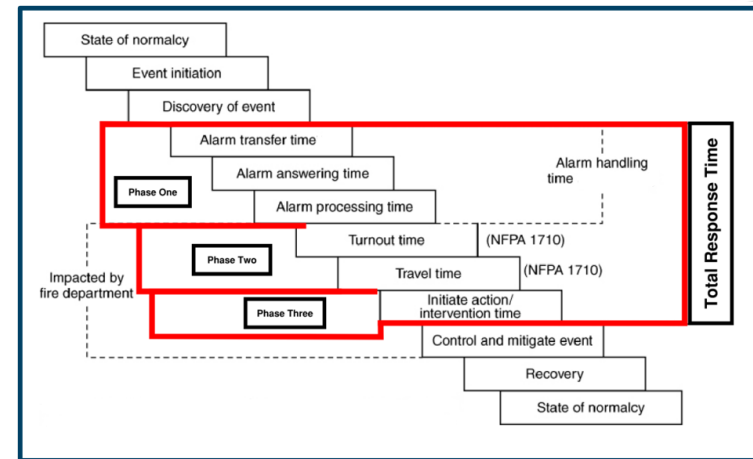 State of normalcy
Event initiation
Discovery of event
Alarm transfer time
Alarm answering time
Alarm processing time
Alarm handling
time
Phase One
Turnout time
(NFPA 1710)
Phase Two
Travel time
(NFPA 1710)
Impacted by
fire department
Phase Three
Initiate action/
intervention time
Control and mitigate event
Recovery
State of normalcy
Total Response Time